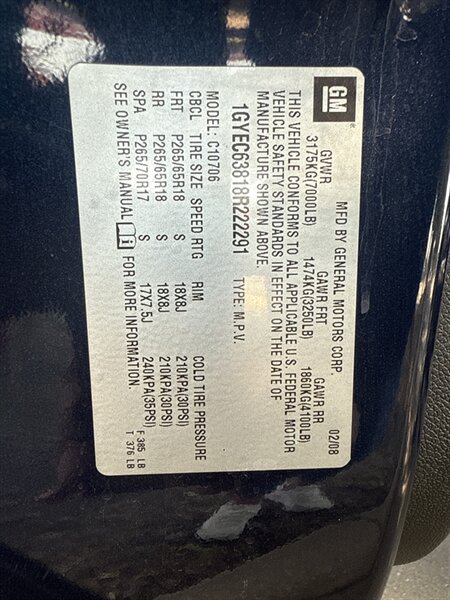 GM
®
MFD BY GENERAL MOTORS CORP. 02/08
GVWR GAWR FRT GAWR RR
3175KG(7000LB) 1474KG(3250LB) 1860KG(4100LB)
THIS VEHICLE CONFORMS TO ALL APPLICABLE U.S. FEDERAL MOTOR
VEHICLE SAFETY STANDARDS IN EFFECT ON THE DATE OF
MANUFACTURE SHOWN ABOVE.
1GYEC63818R222291 TYPE: M.P.V.
MODEL: C10706
CBCL TIRE SIZE SPEED RTG RIM COLD TIRE PRESSURE
FRT P265/65R18 S 18X8J 210KPA(30PSI)
RR P265/65R18 S 18X8J 210KPA(30PSI)
SPA P265/70R17 S 17X7.5J 240KPA(35PSI)
SEE OWNER'S MANUAL i FOR MORE INFORMATION.
F 385 LB
T 376 LB